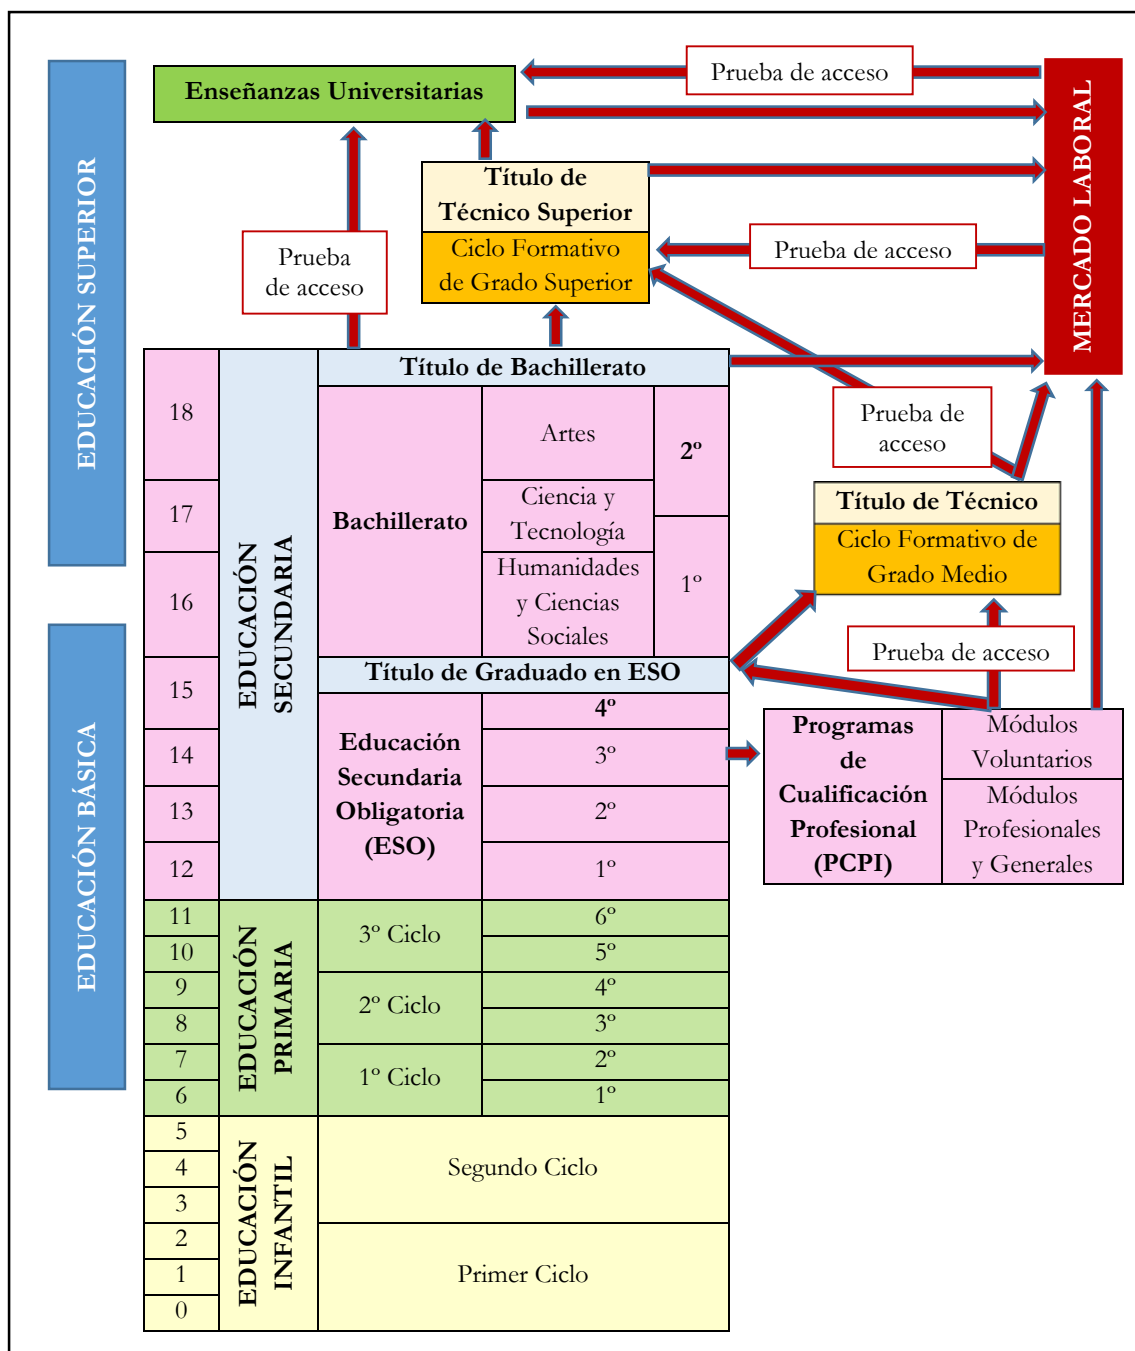 EDUCACIÓN SUPERIOR
EDUCACIÓN BÁSICA
Enseñanzas Universitarias
Prueba de acceso
MERCADO LABORAL
Título de
Técnico Superior
Ciclo Formativo
de Grado Superior
Prueba
de acceso
Prueba de acceso
Prueba de
acceso
Título de Técnico
Ciclo Formativo de
Grado Medio
Prueba de acceso
Programas
de
Cualificación
Profesional
(PCPI)
Módulos
Voluntarios
Módulos
Profesionales
y Generales
EDUCACIÓN
SECUNDARIA
Título de Bachillerato
18
17
16
Bachillerato
Artes
Ciencia y
Tecnología
Humanidades
y Ciencias
Sociales
2º
1º
Título de Graduado en ESO
15
14
13
12
Educación
Secundaria
Obligatoria
(ESO)
4º
3º
2º
1º
EDUCACIÓN
PRIMARIA
11
10
9
8
7
6
3º Ciclo
2º Ciclo
1º Ciclo
6º
5º
4º
3º
2º
1º
EDUCACIÓN
INFANTIL
5
4
3
2
1
0
Segundo Ciclo
Primer Ciclo